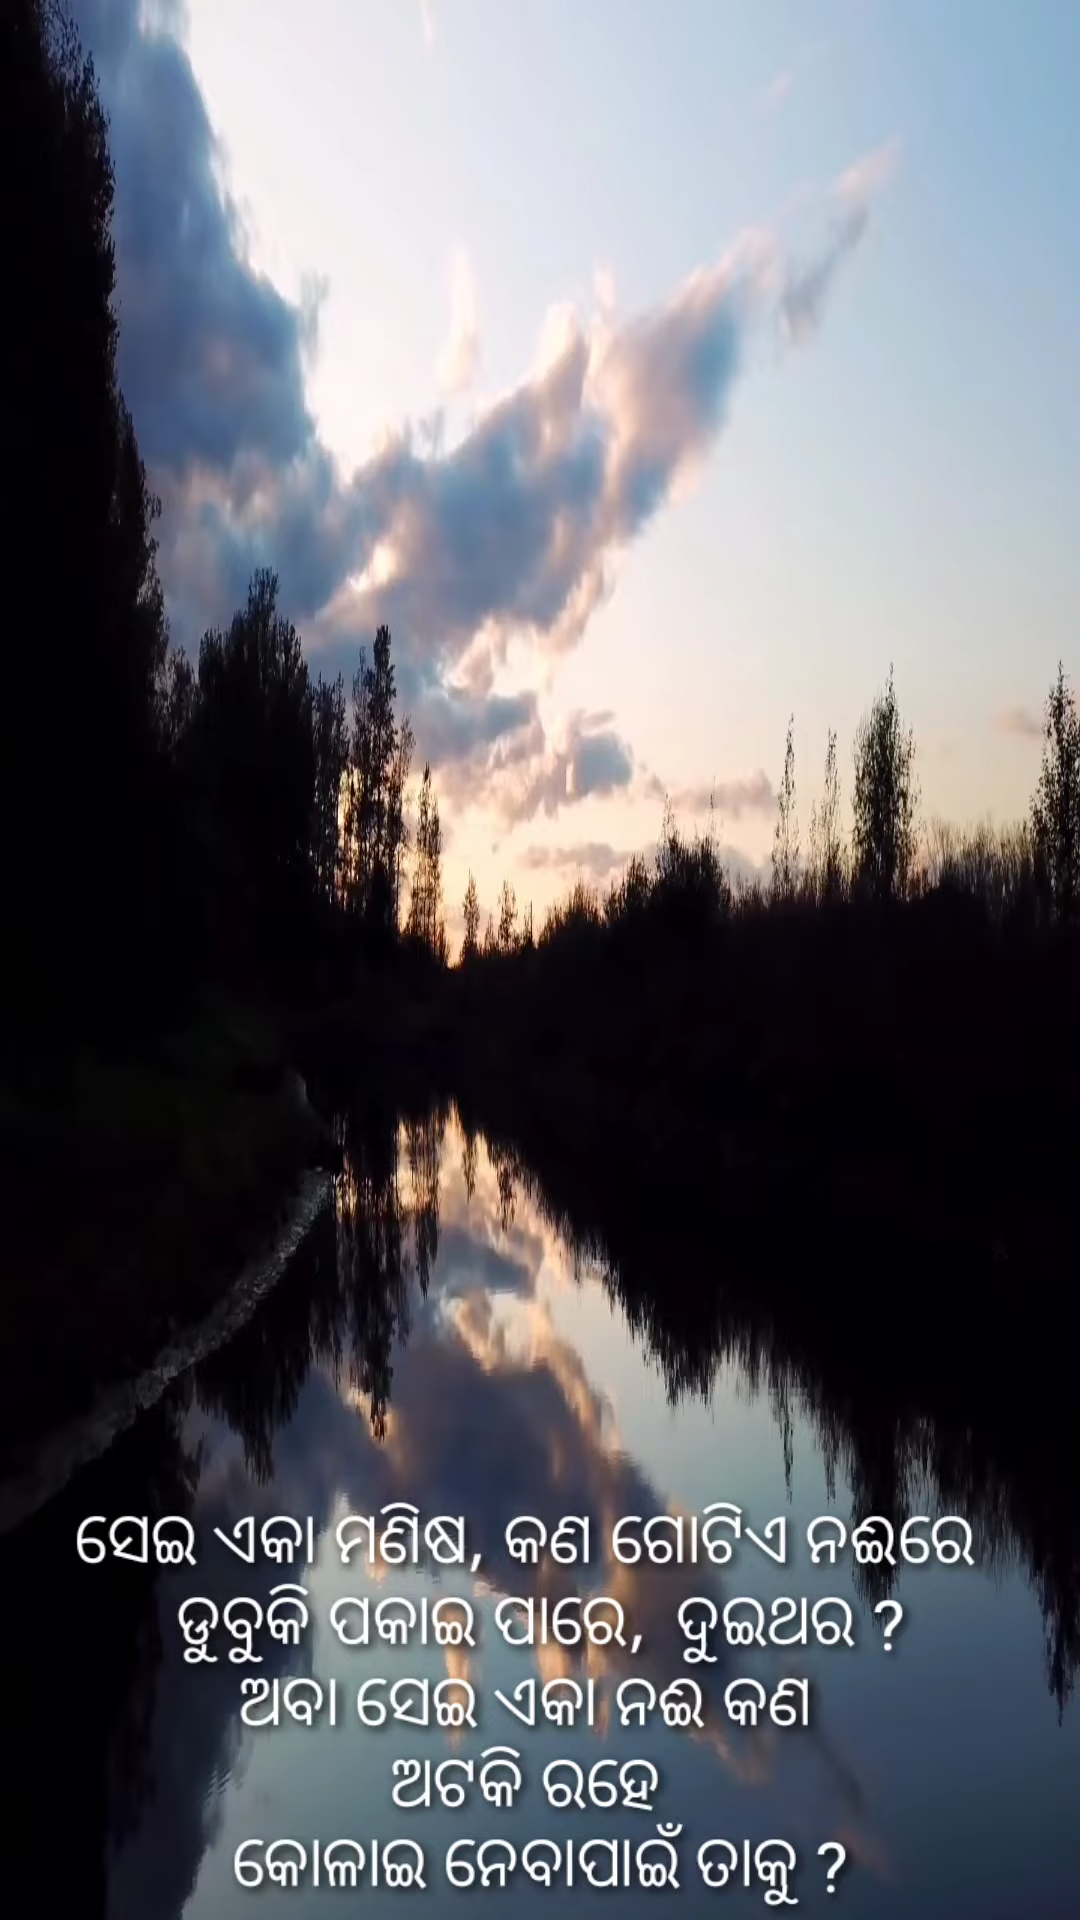 ସେଇ ଏକା ମଣିଷ, କଣ ଗୋଟିଏ ନଈରେ
ଡୁବୁକି ପକାଇ ପାରେ, ଦୁଇଥର ?
ଅବା ସେଇ ଏକା ନଈ କଣ
ଅଟକି ରହେ
କୋଳାଇ ନେବାପାଇଁ ତାକୁ ?